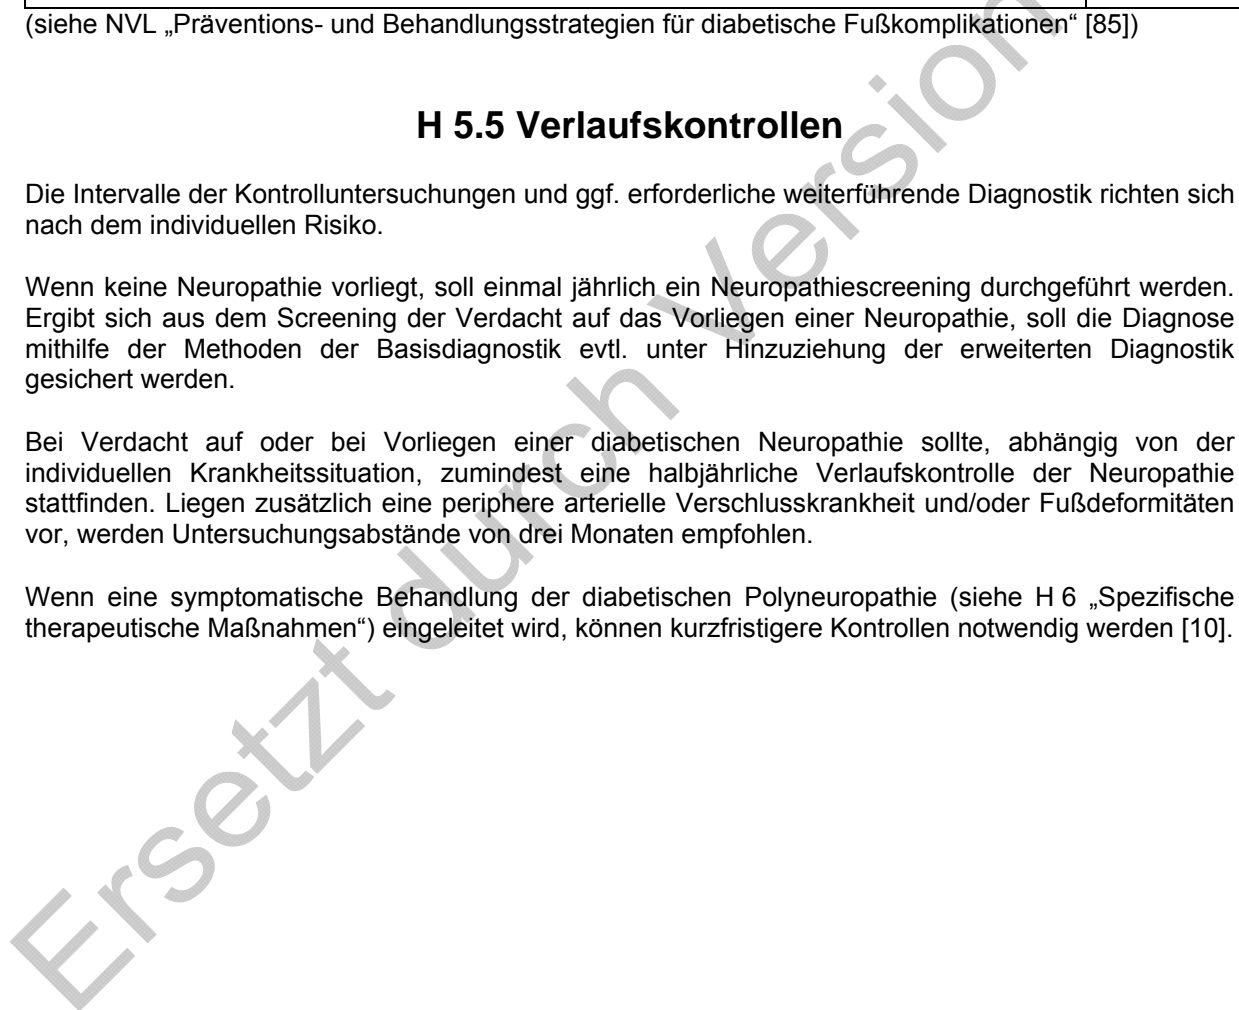 (siehe NVL „Präventions- und Behandlungsstrategien für diabetische Fußkomplikationen“ [85])
H 5.5 Verlaufskontrollen
Die Intervalle der Kontrolluntersuchungen und ggf. erforderliche weiterführende Diagnostik richten sich
nach dem individuellen Risiko.
Wenn keine Neuropathie vorliegt, soll einmal jährlich ein Neuropathiescreening durchgeführt werden.
Ergibt sich aus dem Screening der Verdacht auf das Vorliegen einer Neuropathie, soll die Diagnose
mithilfe der Methoden der Basisdiagnostik evtl. unter Hinzuziehung der erweiterten Diagnostik
gesichert werden.
Bei Verdacht auf oder bei Vorliegen einer diabetischen Neuropathie sollte, abhängig von der
individuellen Krankheitssituation, zumindest eine halbjährliche Verlaufskontrolle der Neuropathie
stattfinden. Liegen zusätzlich eine periphere arterielle Verschlusskrankheit und/oder Fußdeformitäten
vor, werden Untersuchungsabstände von drei Monaten empfohlen.
Wenn eine symptomatische Behandlung der diabetischen Polyneuropathie (siehe H 6 „Spezifische
therapeutische Maßnahmen“) eingeleitet wird, können kurzfristigere Kontrollen notwendig werden [10].
Ersetzt durch Version